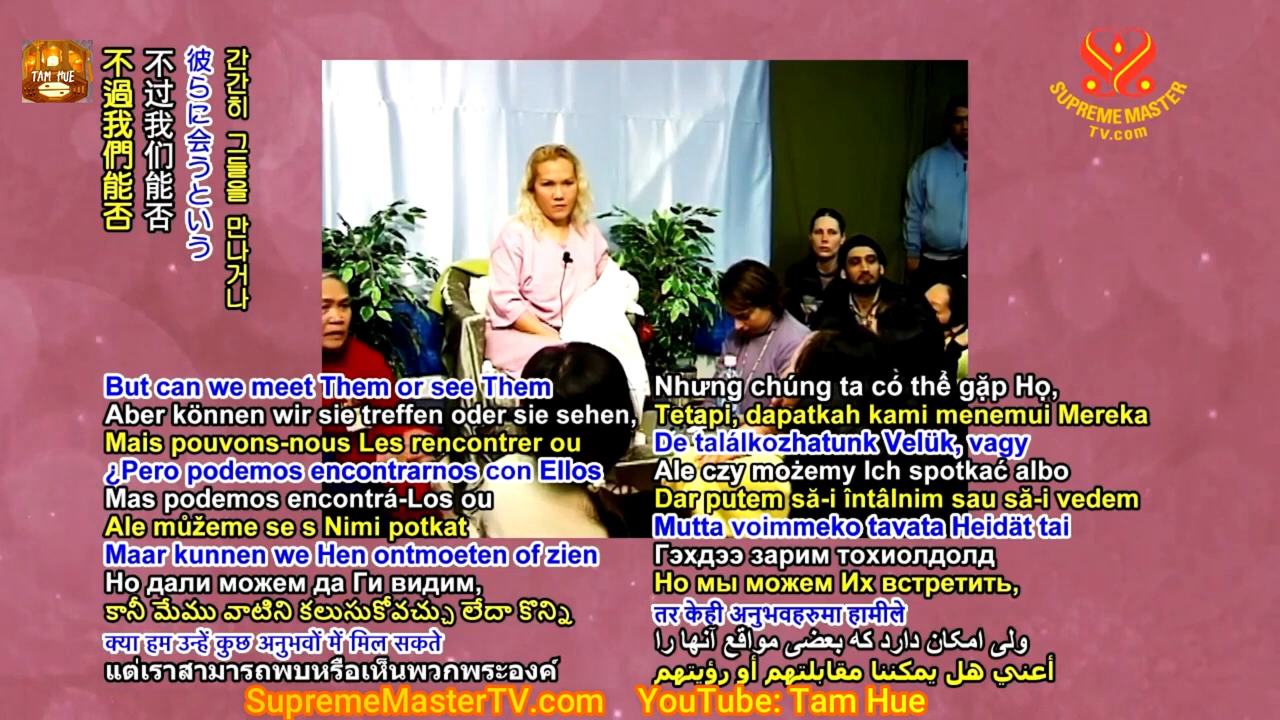 TAM HUE
不過我們能否
不过我们能否
彼らに会うという
간간히 그들을 만나거나
SUPREME MASTER
TV.com
But can we meet Them or see Them
Aber können wir sie treffen oder sie sehen,
Mais pouvons-nous Les rencontrer ou
¿Pero podemos encontrarnos con Ellos
Mas podemos encontrá-Los ou
Ale můžeme se s Nimi potkat
Maar kunnen we Hen ontmoeten of zien
Но дали можем да Ги видим,
కానీ మేము వాటిని కలుసుకోవచ్చు లేదా కొన్ని
क्या हम उन्हें कुछ अनुभवों में मिल सकते
แต่เราสามารถพบหรือเห็นพวกพระองค์
Nhưng chúng ta có thể gặp Họ,
Tetapi, dapatkah kami menemui Mereka
De találkozhatunk Velük, vagy
Ale czy możemy Ich spotkać albo
Dar putem să-i întâlnim sau să-i vedem
Mutta voimmeko tavata Heidät tai
Гэхдээ зарим тохиолдолд
Но мы можем Их встретить,
तर केही अनुभवहरुमा हामीले
ولی امکان دارد که بعضی مواقع آنها را
أعني هل يمكننا مقابلتهم أو رؤيتهم
SupremeMasterTV.com YouTube: Tam Hue